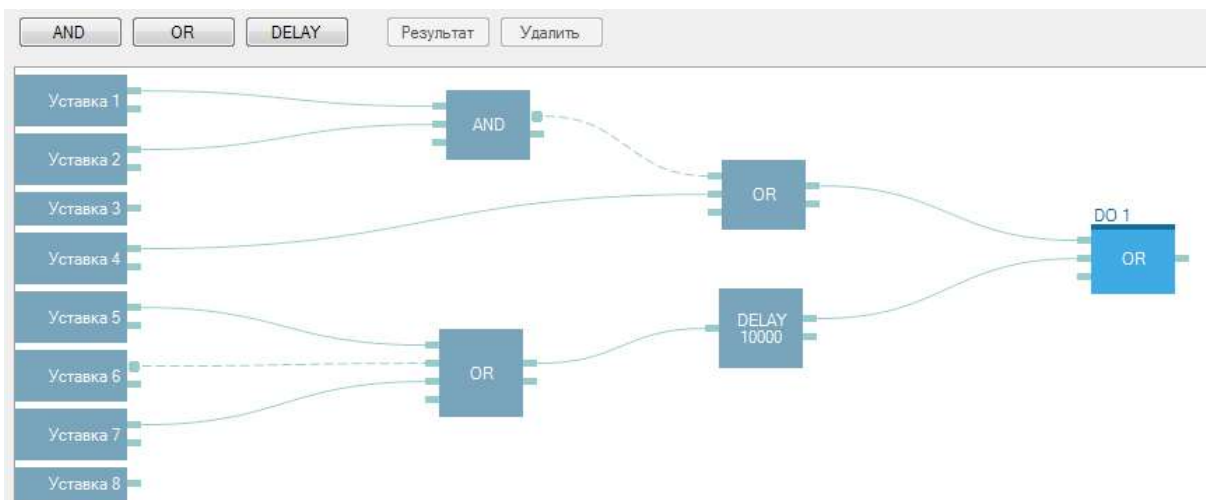 AND OR DELAY Результат Удалить
Уставка 1
Уставка 2
Уставка 3
Уставка 4
Уставка 5
Уставка 6
Уставка 7
Уставка 8
AND
OR
OR
DELAY
10000
DO 1
OR